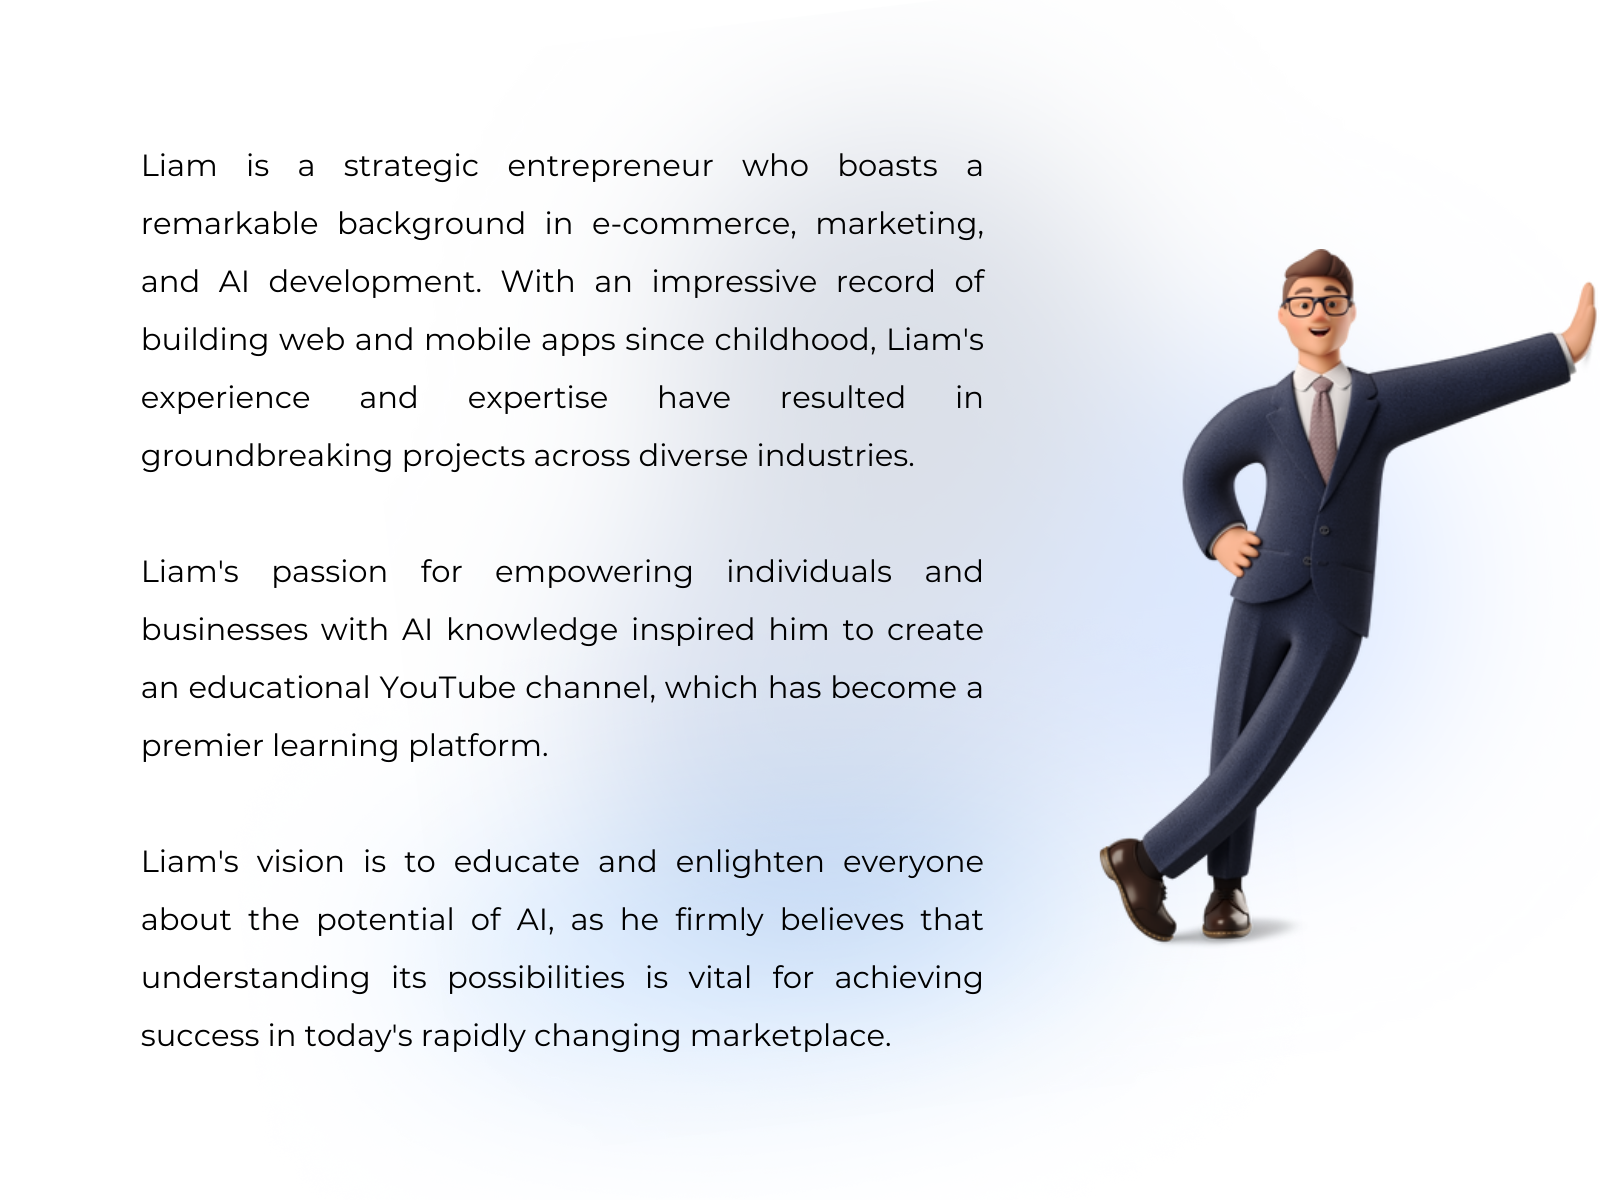 Liam is a strategic entrepreneur who boasts a
remarkable background in e-commerce, marketing,
and AI development. With an impressive record of
building web and mobile apps since childhood, Liam's
experience and expertise have resulted in
groundbreaking projects across diverse industries.
Liam's passion for empowering individuals and
businesses with AI knowledge inspired him to create
an educational YouTube channel, which has become a
premier learning platform.
Liam's vision is to educate and enlighten everyone
about the potential of AI, as he firmly believes that
understanding its possibilities is vital for achieving
success in today's rapidly changing marketplace.